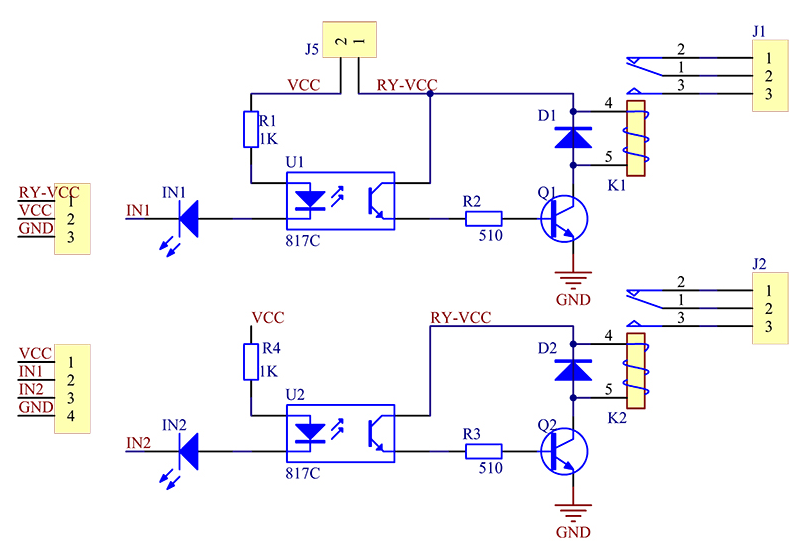 J5
2 1
VCC
RY-VCC
J1
2
1
1
2
3
3
R1
1K
D1
4
5
K1
U1
817C
R2
510
Q1
GND
IN1
IN1
RY-VCC
1
VCC
2
GND
3
J2
2
1
1
2
3
3
VCC
RY-VCC
R4
1K
D2
4
5
K2
U2
817C
R3
510
Q2
GND
IN2
IN2
VCC
1
IN1
2
IN2
3
GND
4